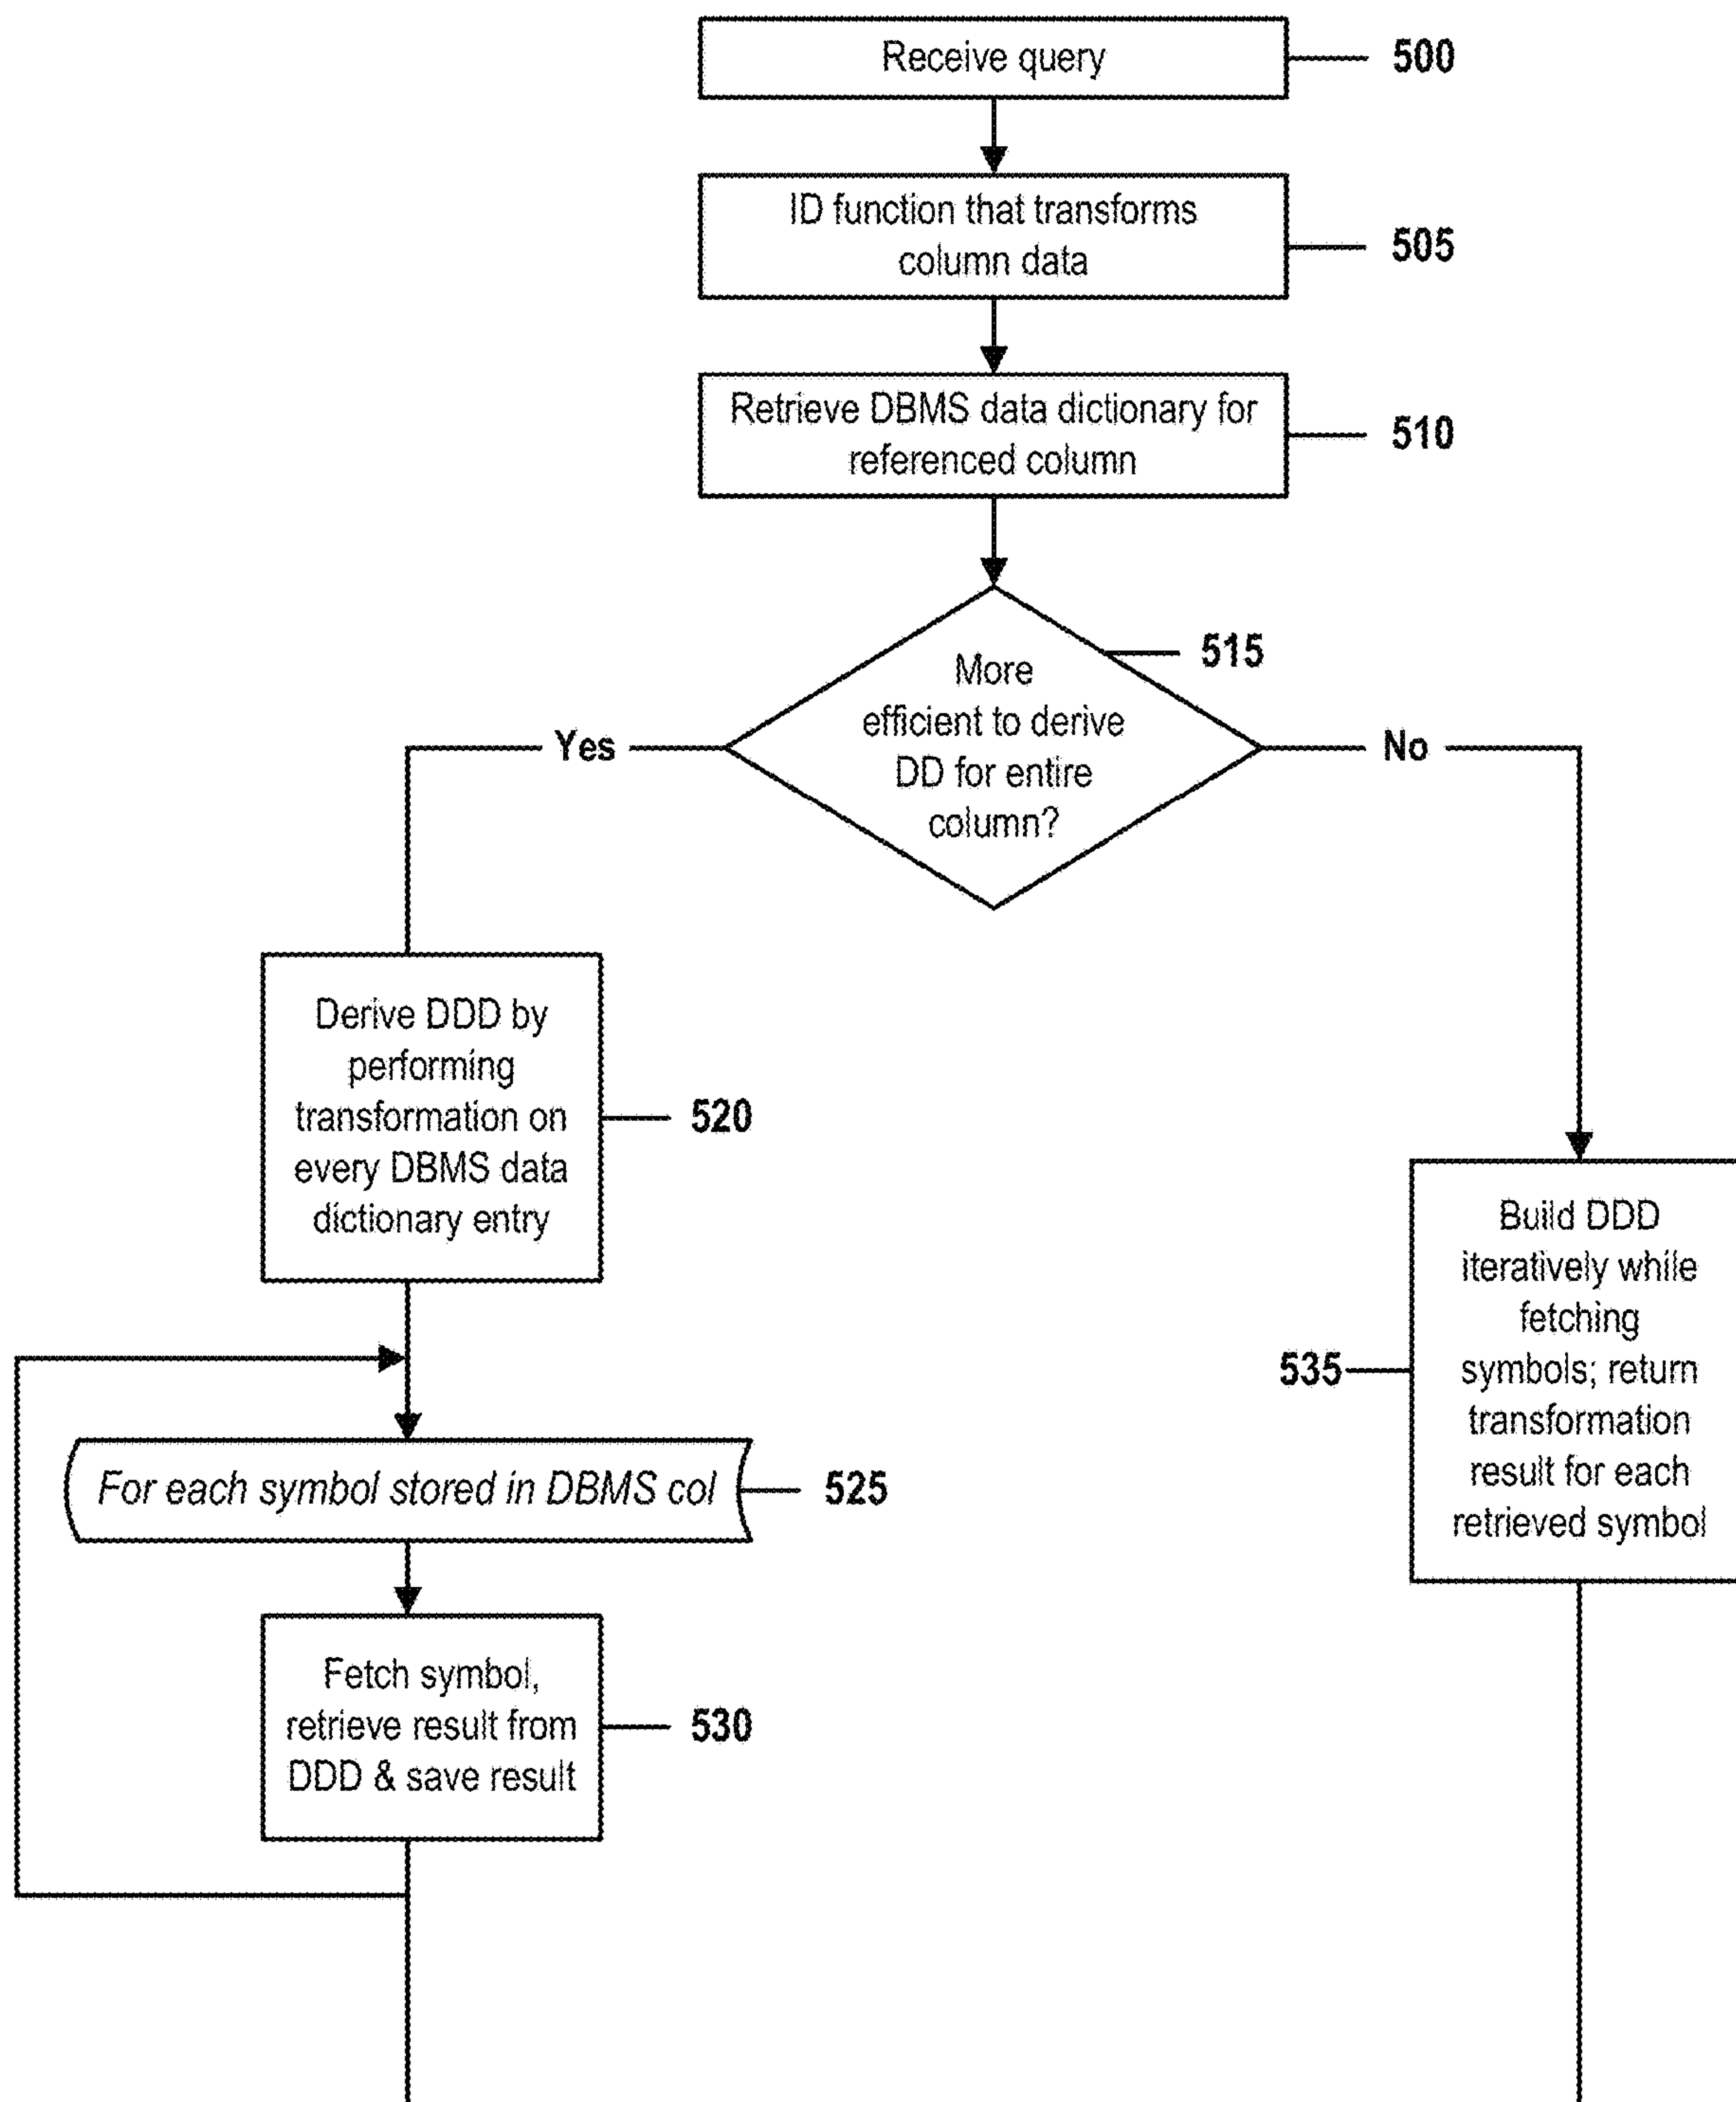 Receive query
500
ID function that transforms
column data
505
Retrieve DBMS data dictionary for
referenced column
510
More
efficient to derive
DD for entire
column?
515
Yes
No
Derive DDD by
performing
transformation on
every DBMS data
dictionary entry
520
For each symbol stored in DBMS col
525
Fetch symbol,
retrieve result from
DDD & save result
530
Build DDD
iteratively while
fetching
symbols; return
transformation
result for each
retrieved symbol
535